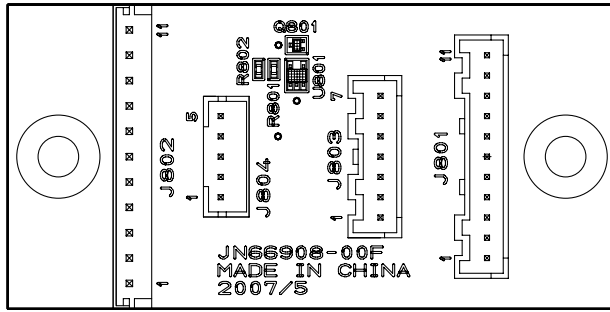 Q801
R802
R801
U801
11
J802
1
5
J804
1
7
J803
1
11
J801
1
JN66908-00F
MADE IN CHINA
2007/5